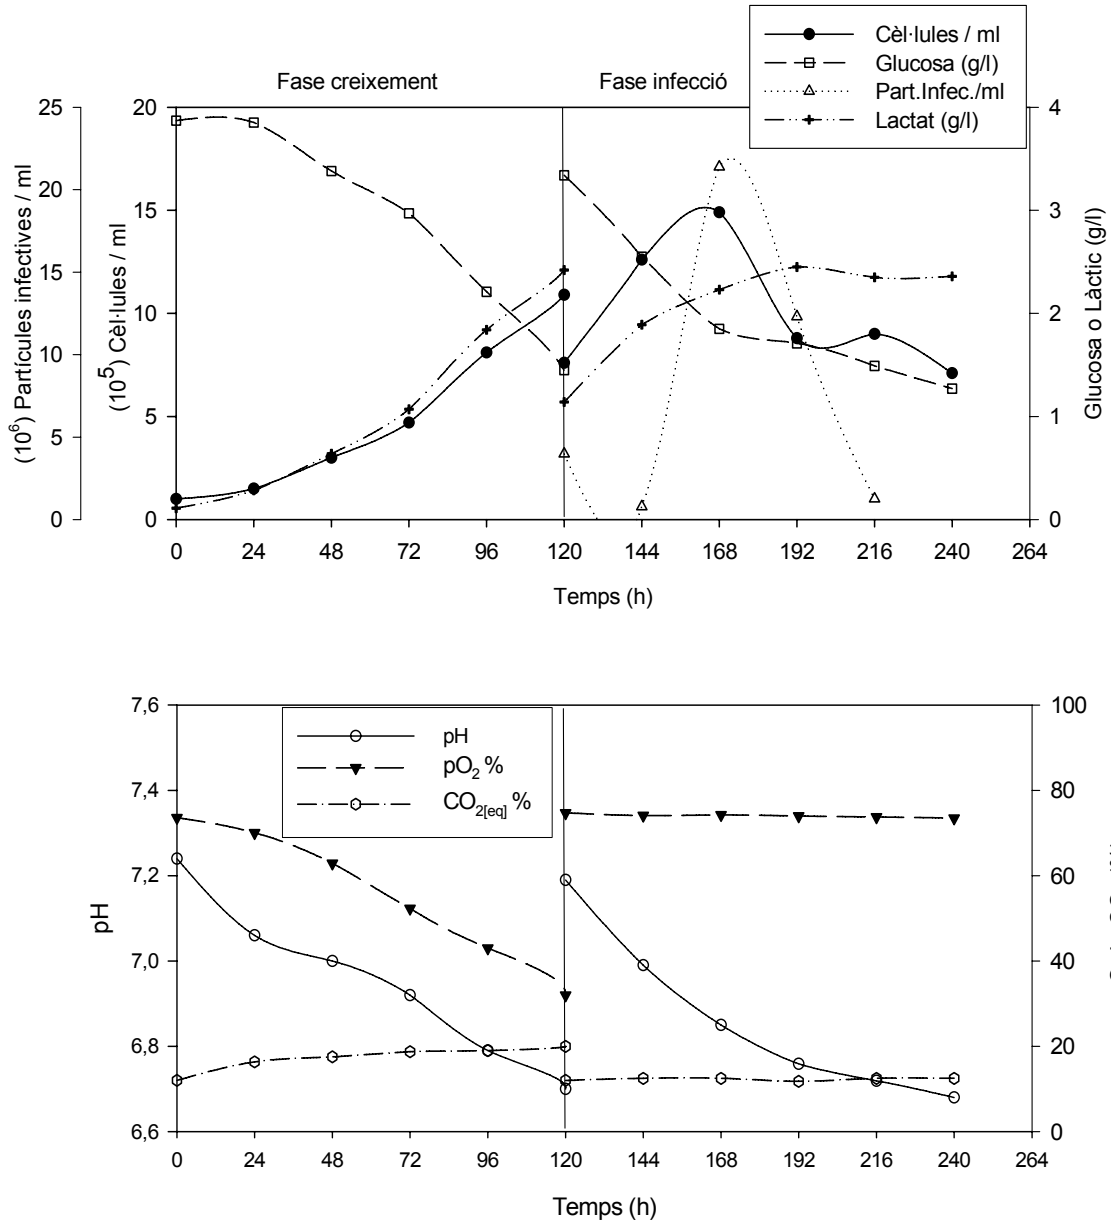 Cèl·lules / ml
Glucosa (g/l)
Part.Infec./ml
Lactat (g/l)
Fase creixement
Fase infecció
(10⁶) Partícules infectives / ml
25
20
15
10
5
0
(10⁵) Cèl·lules / ml
20
15
10
5
0
Glucosa o Làctic (g/l)
4
3
2
1
0
0 24 48 72 96 120 144 168 192 216 240 264
Temps (h)
pH
pO₂ %
CO₂[eq] %
pH
7,6
7,4
7,2
7,0
6,8
6,6
100
80
60
40
20
0
0 24 48 72 96 120 144 168 192 216 240 264
Temps (h)